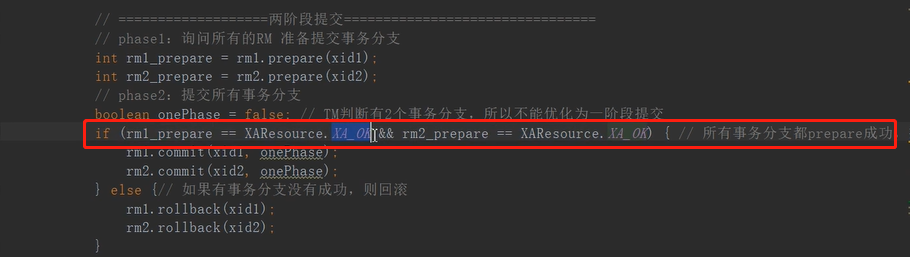 // ===================两阶段提交================================
// phase1：询问所有的RM 准备提交事务分支
int rm1_prepare = rm1.prepare(xid1);
int rm2_prepare = rm2.prepare(xid2);
// phase2：提交所有事务分支
boolean onePhase = false; // TM判断有2个事务分支，所以不能优化为一阶段提交
if (rm1_prepare == XAResource.XA_OK && rm2_prepare == XAResource.XA_OK) { // 所有事务分支都prepare成功
rm1.commit(xid1, onePhase);
rm2.commit(xid2, onePhase);
} else {// 如果有事务分支没有成功，则回滚
rm1.rollback(xid1);
rm2.rollback(xid2);
}